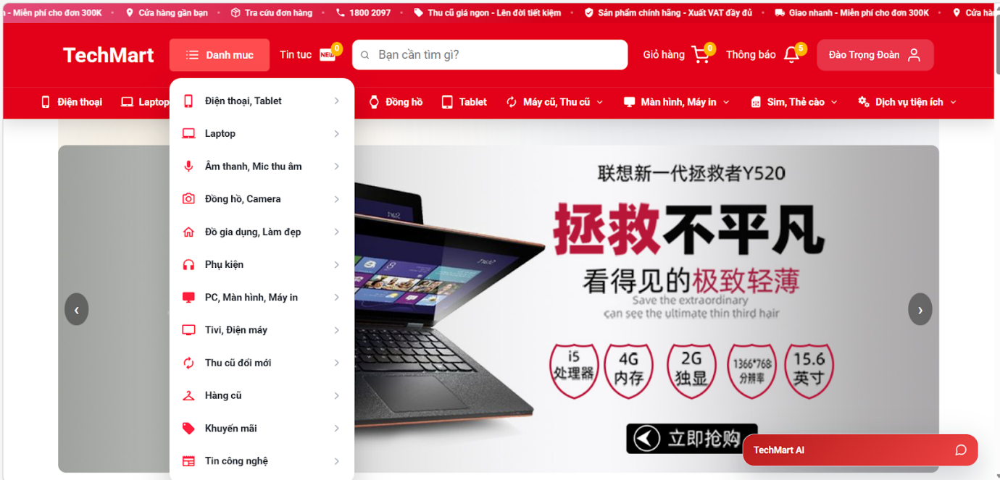 n - Miễn phí cho đơn 300K • Cửa hàng gần bạn • Tra cứu đơn hàng • 1800 2097 • Thu cũ giá ngon - Lên đời tiết kiệm • Sản phẩm chính hãng - Xuất VAT đầy đủ • Giao nhanh - Miễn phí cho đơn 300K • Cửa hà
TechMart
Danh mục
Tin tuc
NEW
0
Bạn cần tìm gì?
Giỏ hàng
0
Thông báo
5
Đào Trọng Đoàn
Điện thoại
Laptop
Đồng hồ
Tablet
Máy cũ, Thu cũ
Màn hình, Máy in
Sim, Thẻ cào
Dịch vụ tiện ích
Điện thoại, Tablet
Laptop
Âm thanh, Mic thu âm
Đồng hồ, Camera
Đồ gia dụng, Làm đẹp
Phụ kiện
PC, Màn hình, Máy in
Tivi, Điện máy
Thu cũ đổi mới
Hàng cũ
Khuyến mãi
Tin công nghệ
Start
联想新一代拯救者Y520
拯救不平凡
看得见的极致轻薄
Save the extraordinary
can see the ultimate thin third hair
i5
处理器
4G
内存
2G
独显
1366*768
分辨率
15.6
英寸
立即抢购
TechMart AI